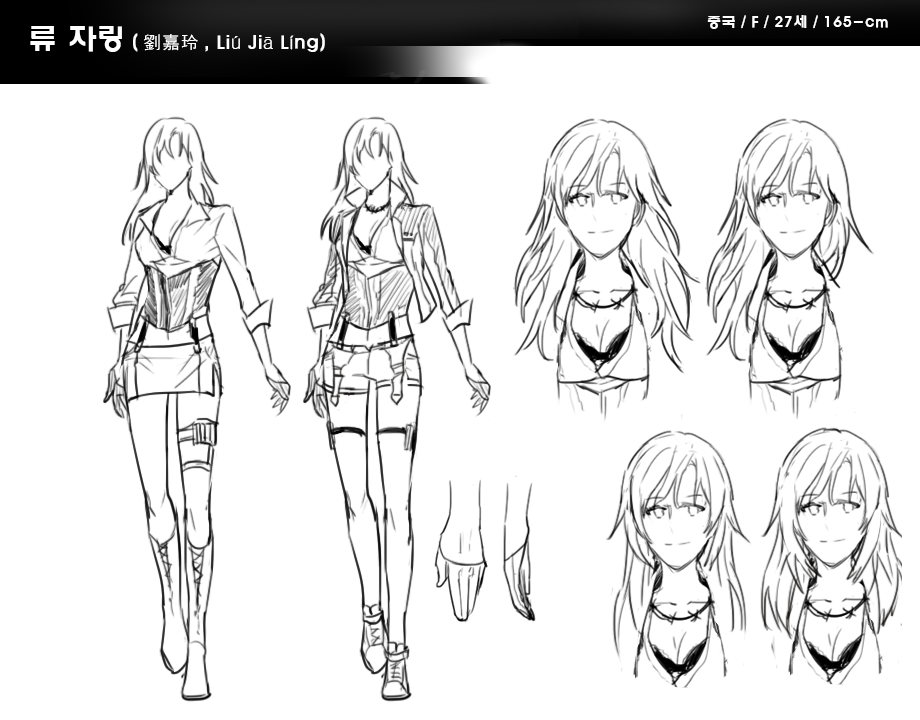 류 자링 ( 劉嘉玲 , Liú Jiā Líng)
중국 / F / 27세 / 165-cm